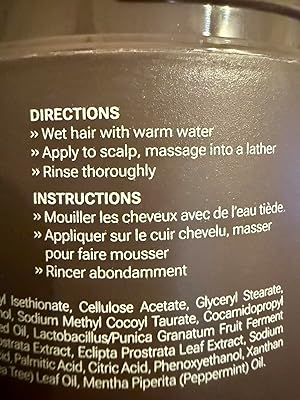 DIRECTIONS
» Wet hair with warm water
» Apply to scalp, massage into a lather
» Rinse thoroughly
INSTRUCTIONS
» Mouiller les cheveux avec de l'eau tiède.
» Appliquer sur le cuir chevelu, masser
pour faire mousser
» Rincer abondamment
Isethionate, Cellulose Acetate, Glyceryl Stearate,
Sodium Methyl Cocoyl Taurate, Cocamidopropyl
Oil, Lactobacillus/Punica Granatum Fruit Ferment
Extract, Eclipta Prostrata Leaf Extract, Sodium
Palmitic Acid, Citric Acid, Phenoxyethanol, Xanthan
Tree) Leaf Oil, Mentha Piperita (Peppermint) Oil.